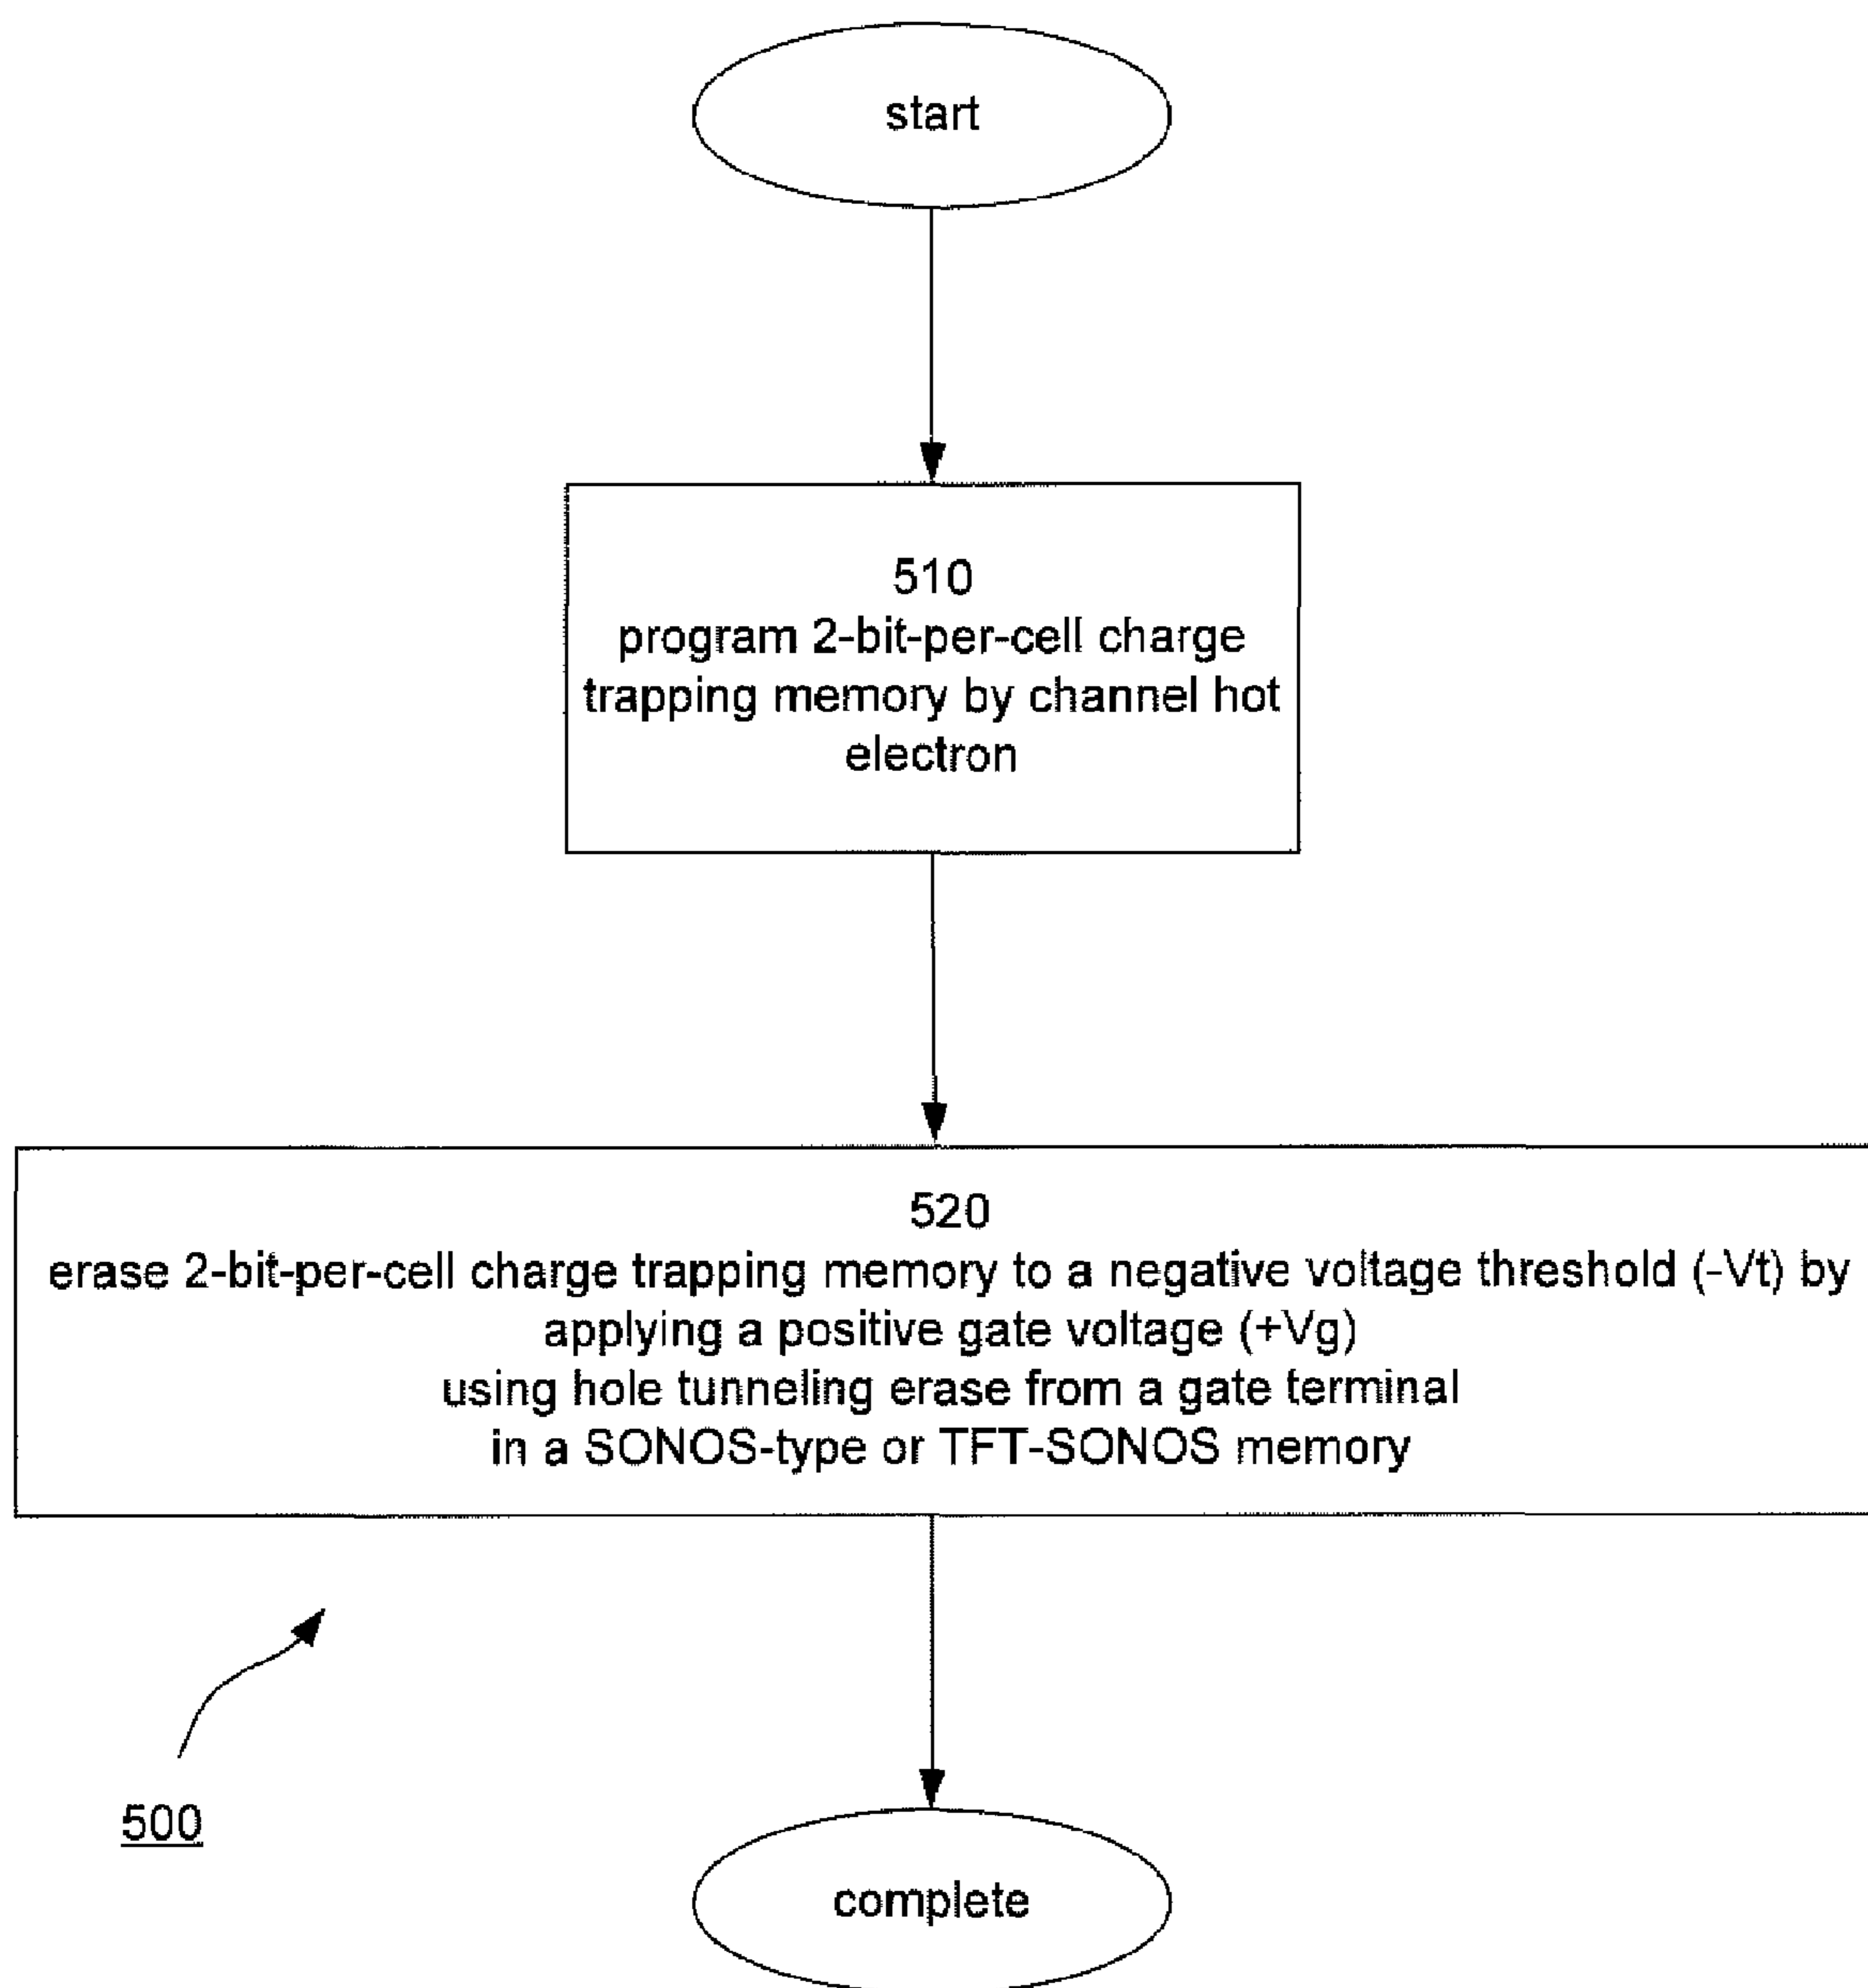 start
510
program 2-bit-per-cell charge
trapping memory by channel hot
electron
520
erase 2-bit-per-cell charge trapping memory to a negative voltage threshold (-Vt) by
applying a positive gate voltage (+Vg)
using hole tunneling erase from a gate terminal
in a SONOS-type or TFT-SONOS memory
500
complete